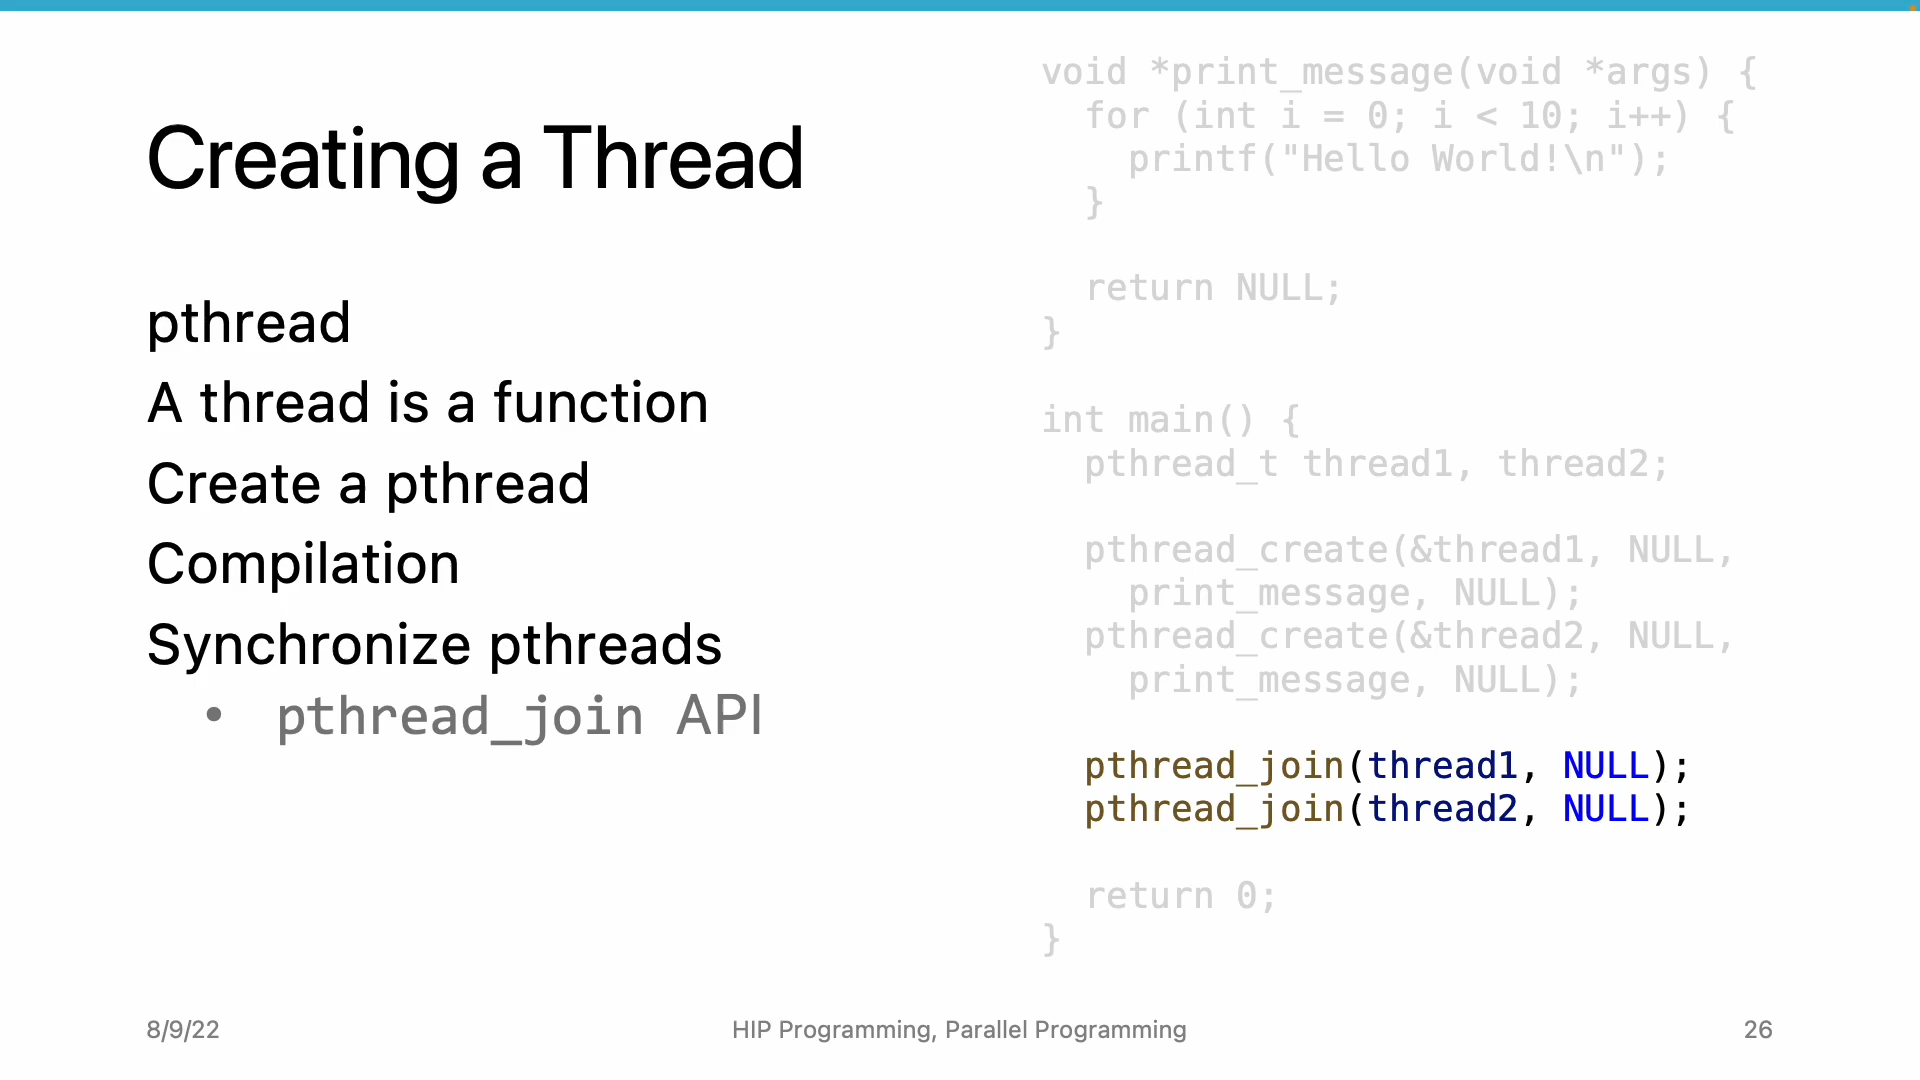 Creating a Thread
pthread
A thread is a function
Create a pthread
Compilation
Synchronize pthreads
• pthread_join API
void *print_message(void *args) {
  for (int i = 0; i < 10; i++) {
    printf("Hello World!\n");
  }
  return NULL;
}
int main() {
  pthread_t thread1, thread2;
  pthread_create(&thread1, NULL,
    print_message, NULL);
  pthread_create(&thread2, NULL,
    print_message, NULL);
  pthread_join(thread1, NULL);
  pthread_join(thread2, NULL);
  return 0;
}
8/9/22
HIP Programming, Parallel Programming
26